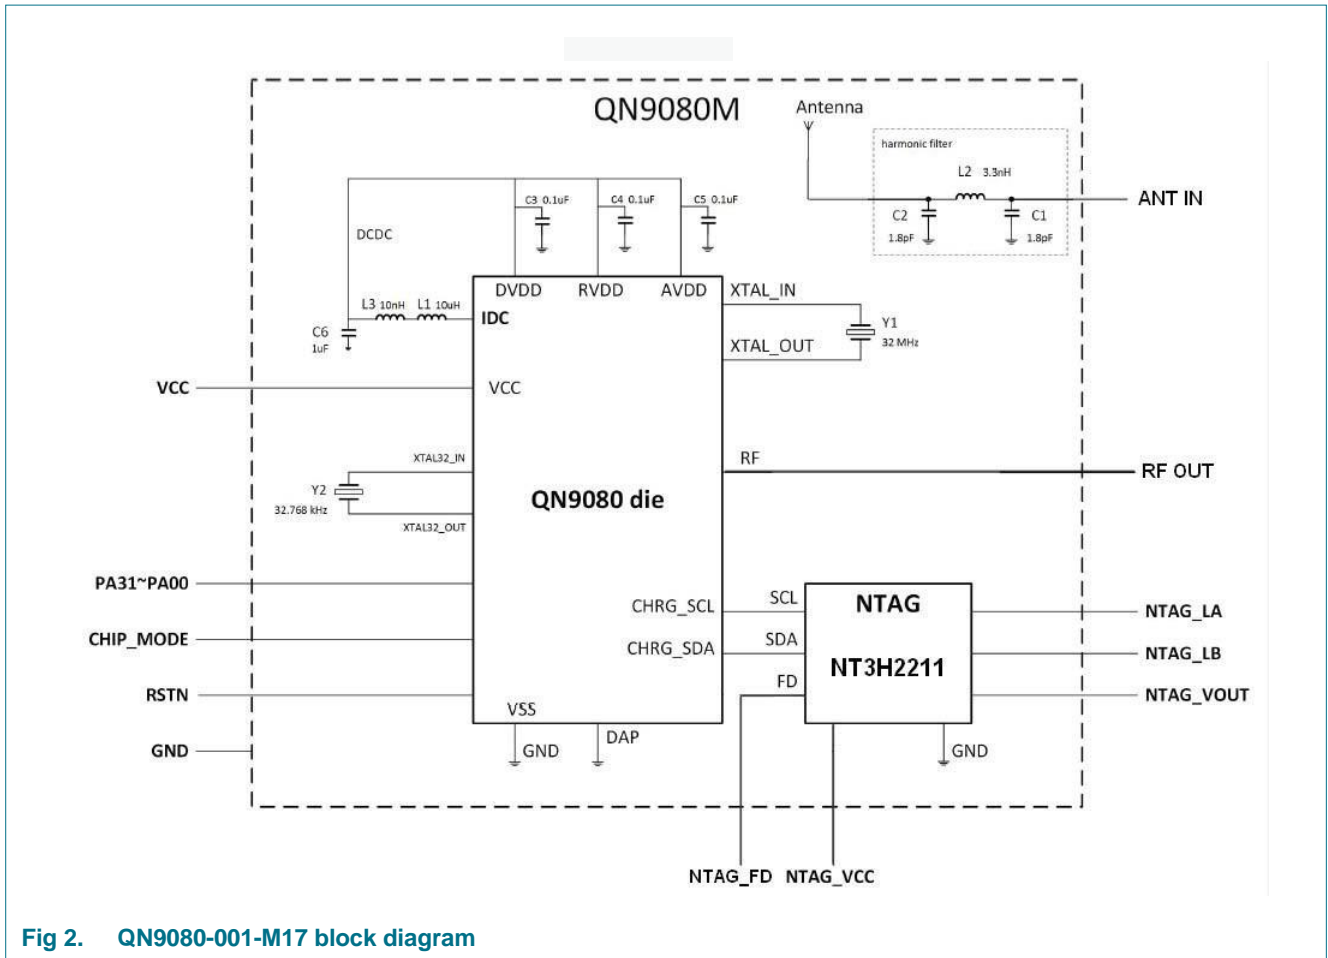 QN9080M
Antenna
harmonic filter
L2 3.3nH
ANT IN
C2
1.8pF
C1
1.8pF
C3 0.1uF
C4 0.1uF
C5 0.1uF
DCDC
DVDD
RVDD
AVDD
XTAL_IN
L3 10nH L1 10uH
IDC
C6
1uF
Y1
32 MHz
XTAL_OUT
VCC
VCC
XTAL32_IN
RF
RF OUT
Y2
32.768 kHz
QN9080 die
XTAL32_OUT
PA31~PA00
CHRG_SCL
SCL
NTAG
NTAG_LA
CHIP_MODE
CHRG_SDA
SDA
NT3H2211
NTAG_LB
RSTN
FD
NTAG_VOUT
VSS
GND
GND
DAP
GND
NTAG_FD
NTAG_VCC
Fig 2. QN9080-001-M17 block diagram